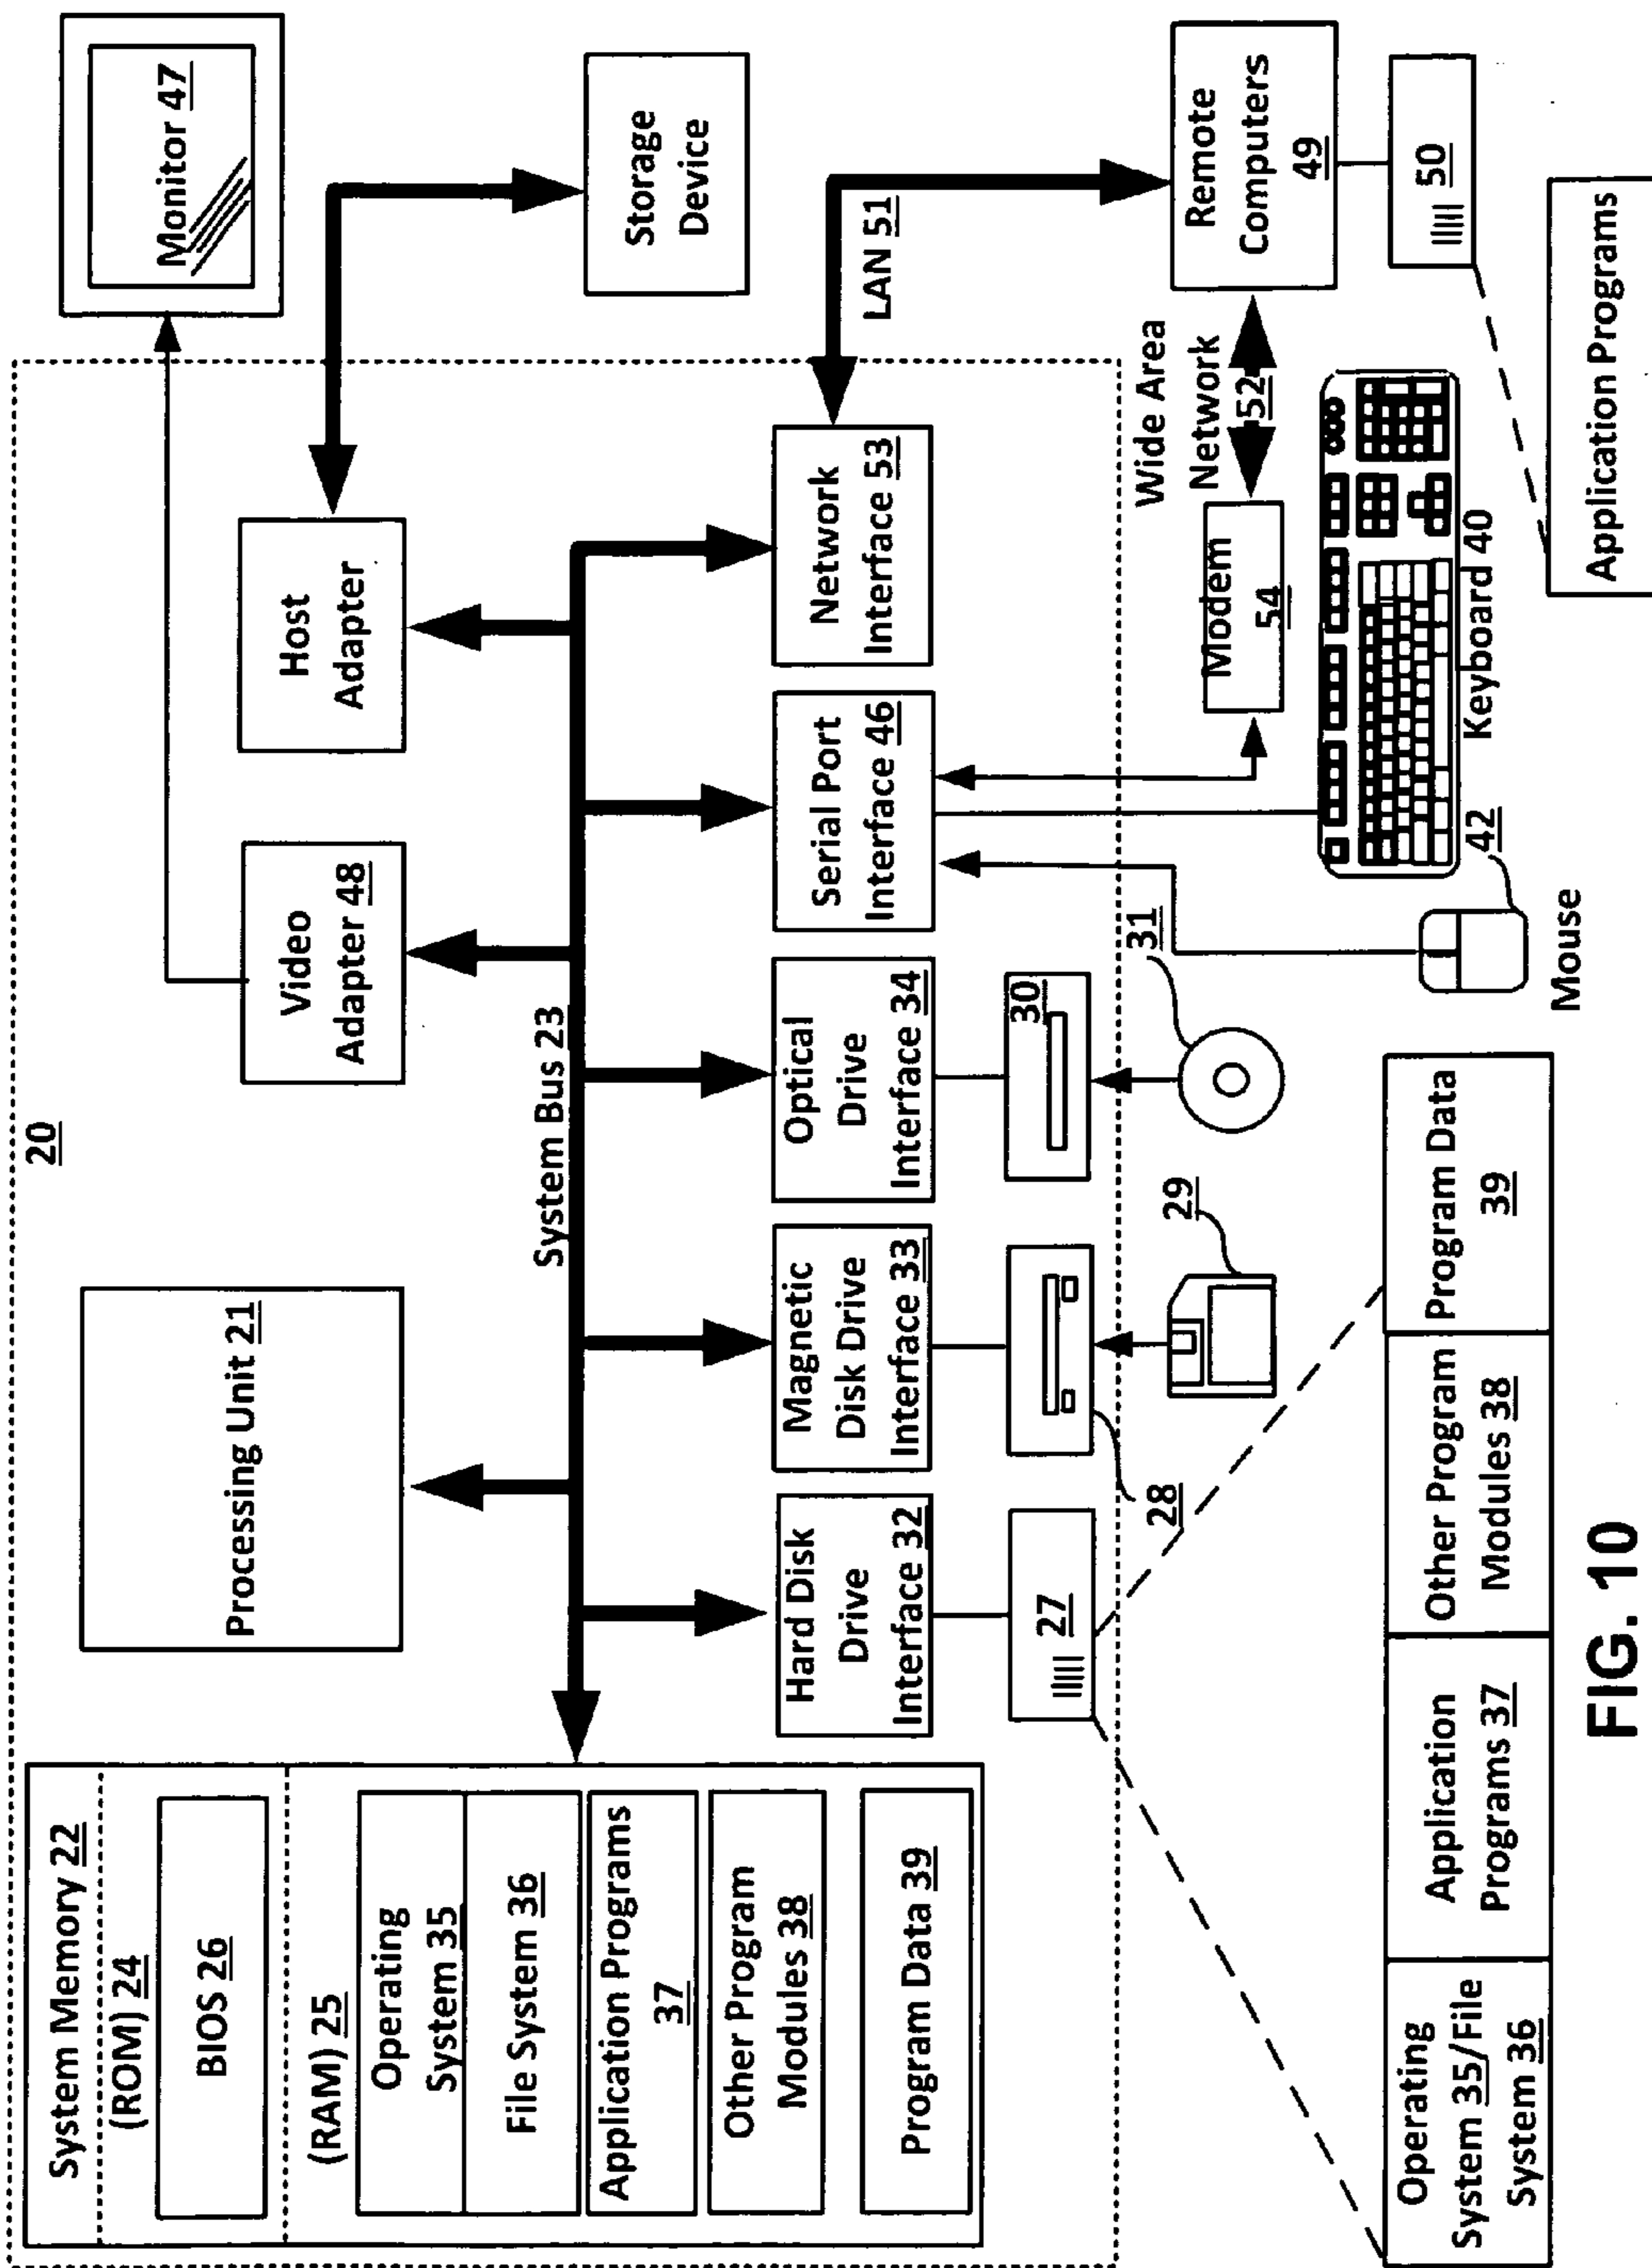 20
System Memory 22
(ROM) 24
BIOS 26
(RAM) 25
Operating
System 35
File System 36
Application Programs
37
Other Program
Modules 38
Program Data 39
Processing Unit 21
Video
Adapter 48
Host
Adapter
Monitor 47
Storage
Device
System Bus 23
Hard Disk
Drive
Interface 32
Magnetic
Disk Drive
Interface 33
Optical
Drive
Interface 34
Serial Port
Interface 46
Network
Interface 53
LAN 51
27
28
29
30
31
Wide Area
Network
52
Modem
54
Remote
Computers
49
50
Keyboard 40
42
Mouse
Application Programs
Operating
System 35/File
System 36
Application
Programs 37
Other Program
Modules 38
Program Data
39
FIG. 10